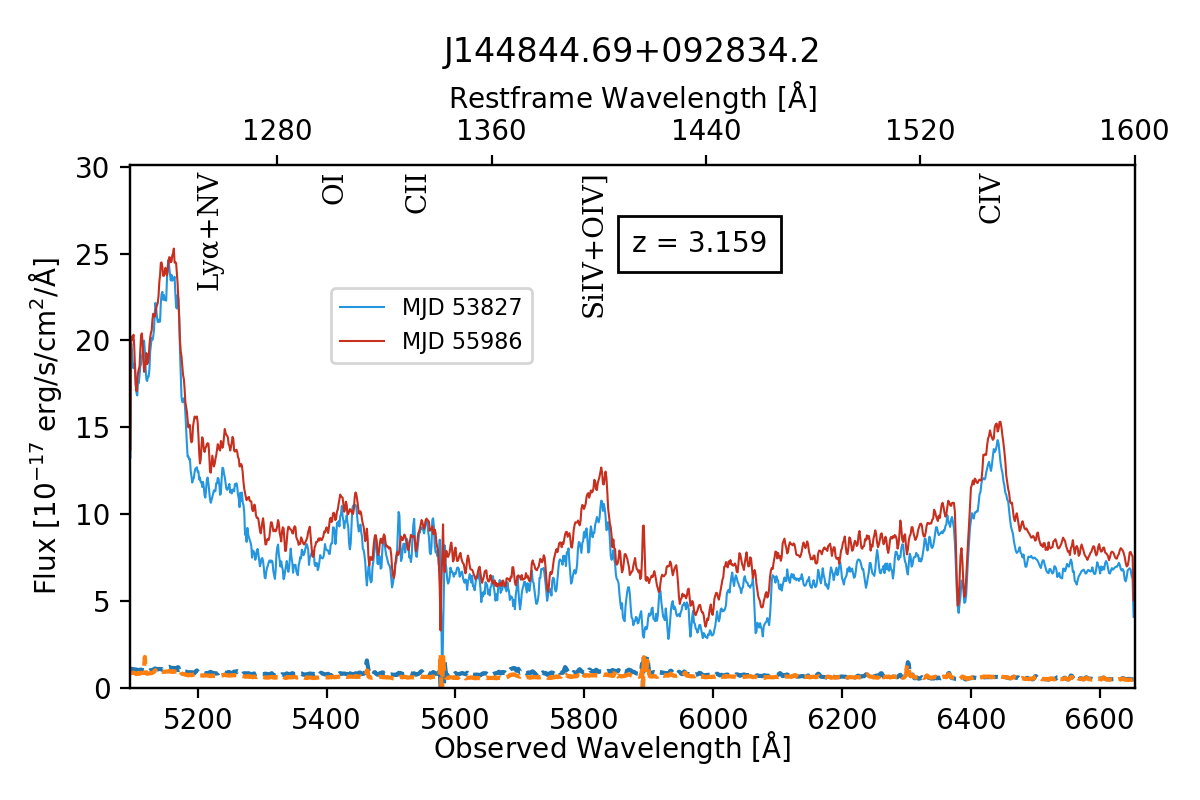 J144844.69+092834.2
Restframe Wavelength [Å]
1280 1360 1440 1520 1600
30
25
20
15
10
5
0
Flux [10⁻¹⁷ erg/s/cm²/Å]
Lyα+NV
OI
CII
SiIV+OIV]
CIV
z = 3.159
MJD 53827
MJD 55986
5200 5400 5600 5800 6000 6200 6400 6600
Observed Wavelength [Å]